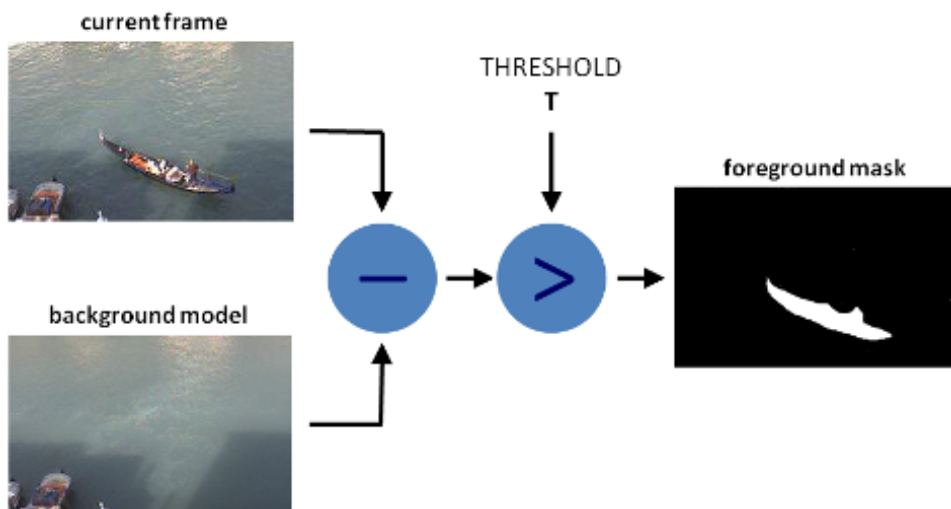 current frame
THRESHOLD
T
foreground mask
−
>
background model